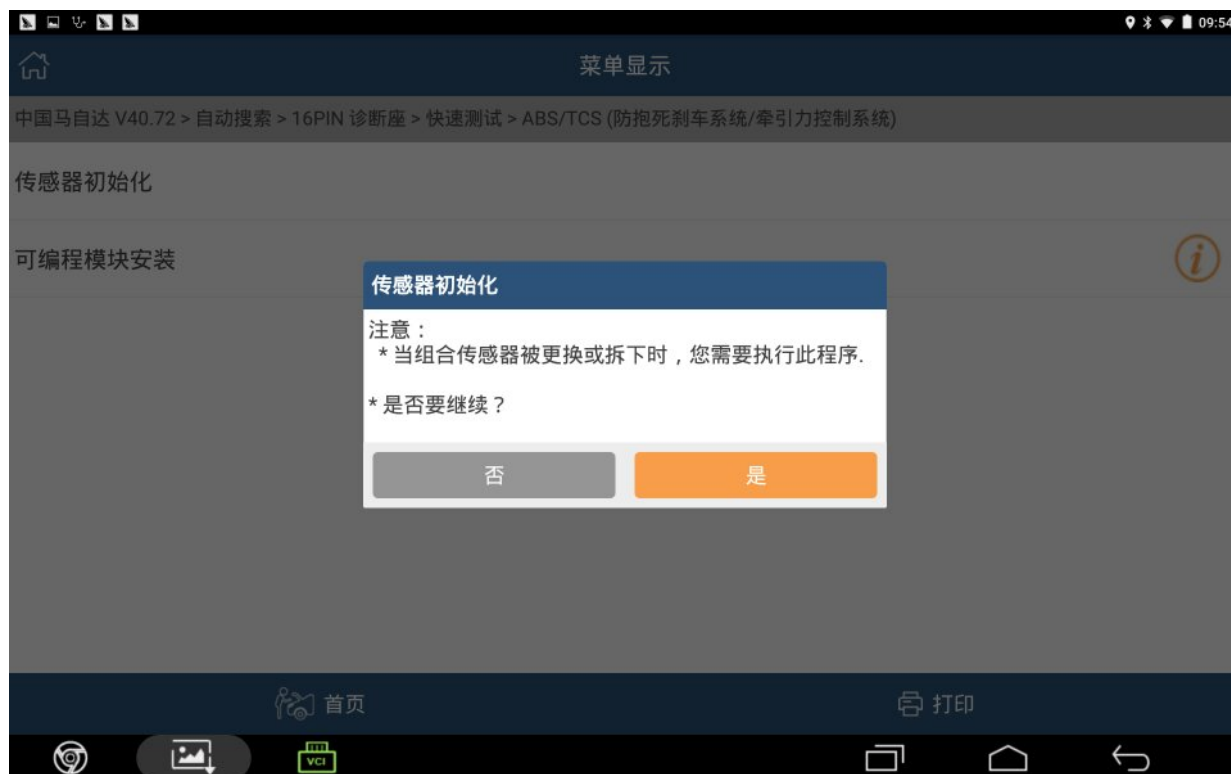 09:54
菜单显示
中国马自达 V40.72 > 自动搜索 > 16PIN 诊断座 > 快速测试 > ABS/TCS (防抱死刹车系统/牵引力控制系统)
传感器初始化
可编程模块安装
i
传感器初始化
注意：
* 当组合传感器被更换或拆下时，您需要执行此程序.
* 是否要继续？
否
是
首页
打印
VCI